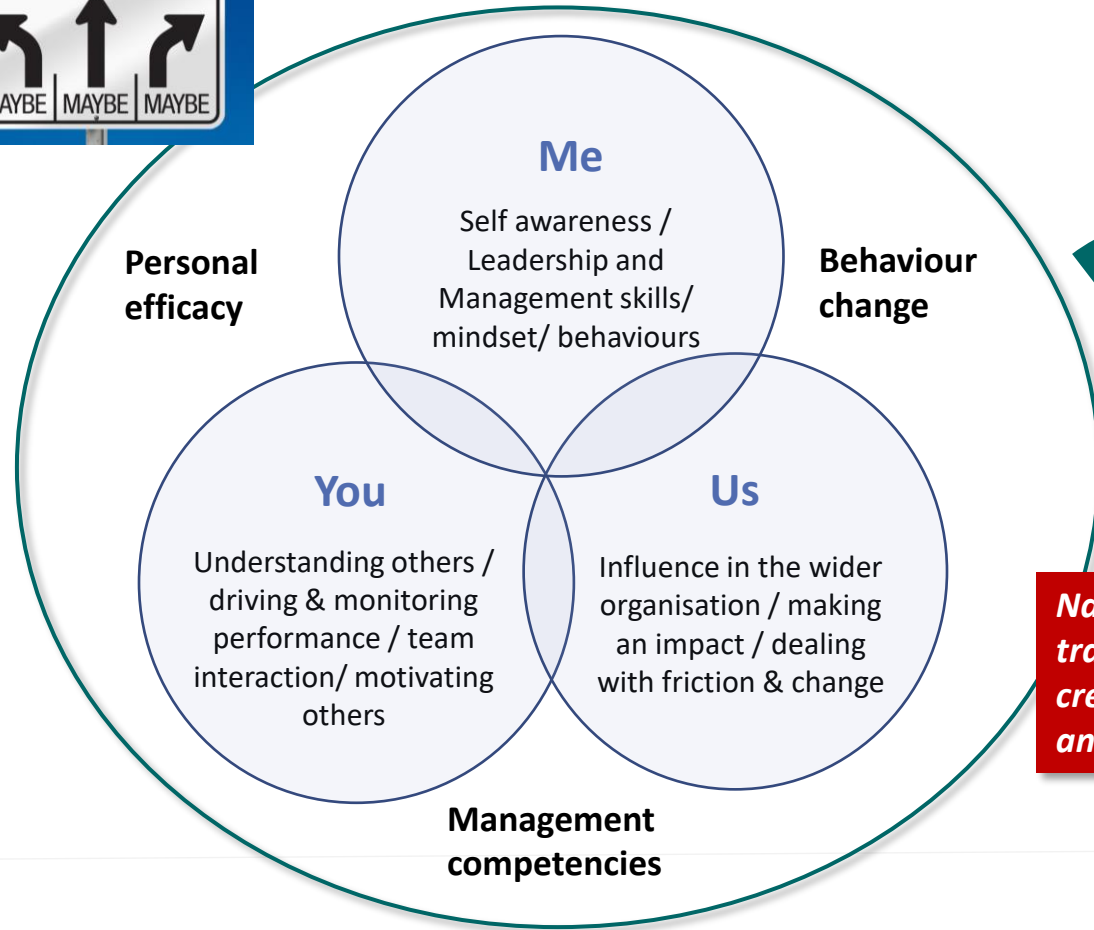 MAYBE MAYBE
Me
Self awareness /
Leadership and
Management skills/
mindset/ behaviours
Personal
efficacy
Behaviour
change
You
Understanding others /
driving & monitoring
performance / team
interaction/ motivating
others
Us
Influence in the wider
organisation / making
an impact / dealing
with friction & change
Management
competencies